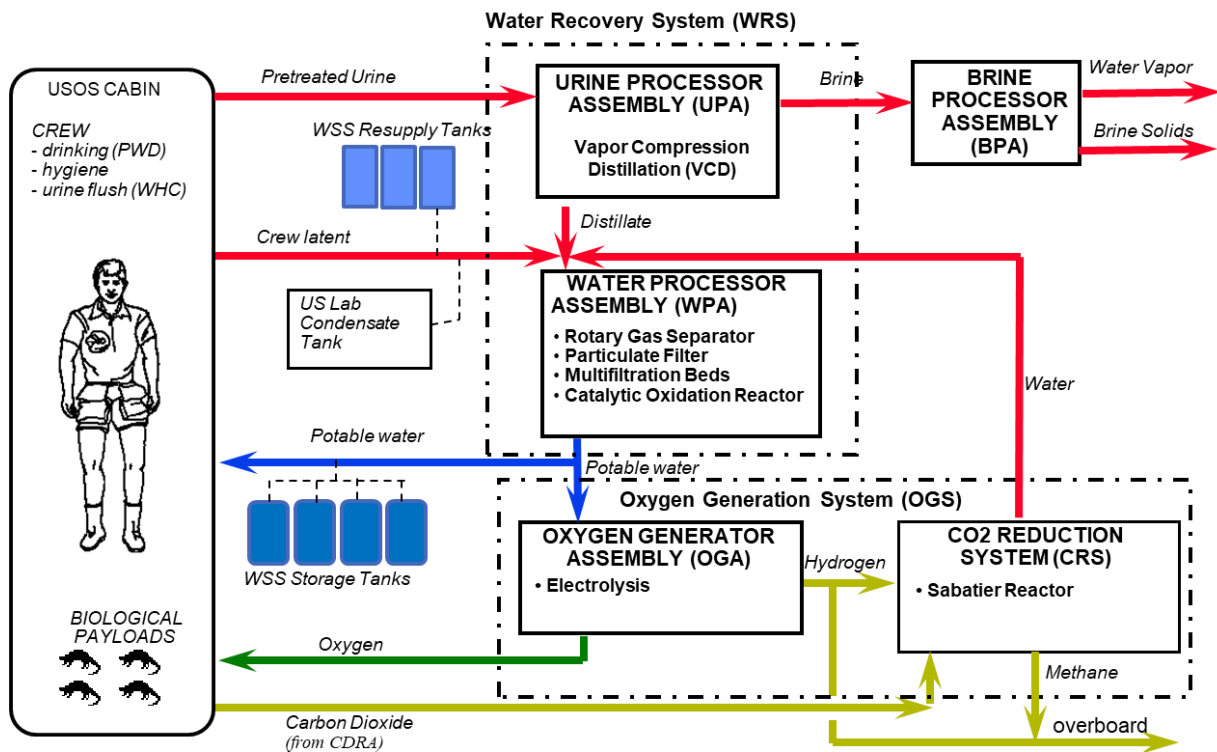 Water Recovery System (WRS)
USOS CABIN
CREW
- drinking (PWD)
- hygiene
- urine flush (WHC)
Pretreated Urine
WSS Resupply Tanks
URINE PROCESSOR
ASSEMBLY (UPA)
Vapor Compression
Distillation (VCD)
Brine
BRINE
PROCESSOR
ASSEMBLY
(BPA)
Water Vapor
Brine Solids
Distillate
Crew latent
US Lab
Condensate
Tank
WATER PROCESSOR
ASSEMBLY (WPA)
• Rotary Gas Separator
• Particulate Filter
• Multifiltration Beds
• Catalytic Oxidation Reactor
Water
Potable water
Potable water
WSS Storage Tanks
Oxygen Generation System (OGS)
OXYGEN GENERATOR
ASSEMBLY (OGA)
• Electrolysis
Hydrogen
CO2 REDUCTION
SYSTEM (CRS)
• Sabatier Reactor
BIOLOGICAL
PAYLOADS
Oxygen
Methane
Carbon Dioxide
(from CDRA)
overboard